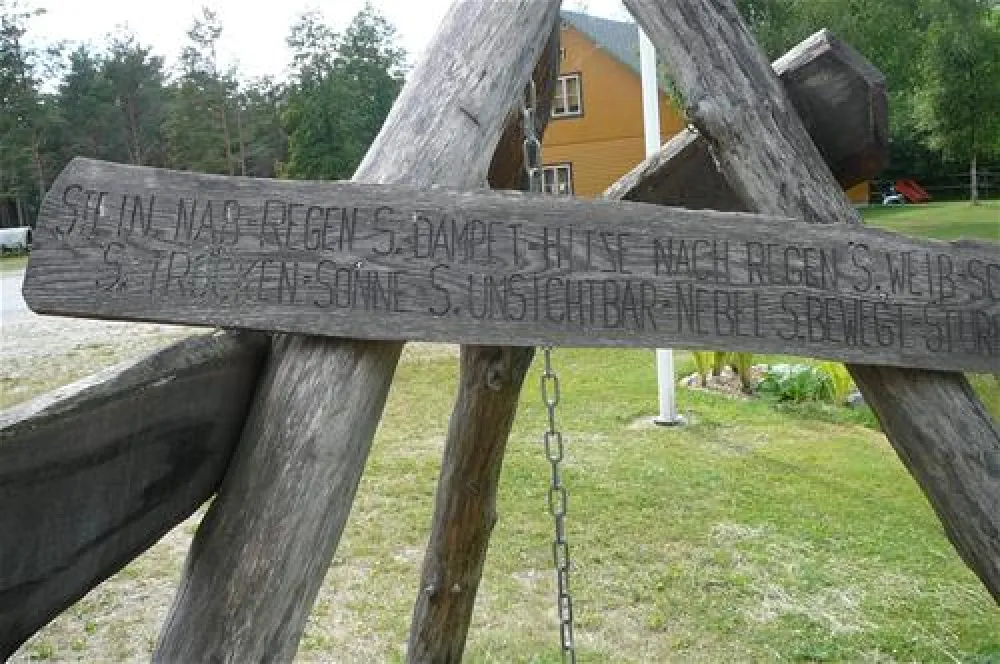 STEIN NAß-REGEN S.-DAMPFT-HITZE NACH REGEN S. WEIß-SC
S. TROCKEN-SONNE S. UNSICHTBAR-NEBEL S.BEWEGT-STUR